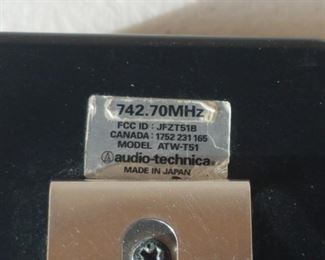 742.70MHz
FCC ID : JFZT51B
CANADA : 1752 231 165
MODEL ATW-T51
audio-technica
MADE IN JAPAN